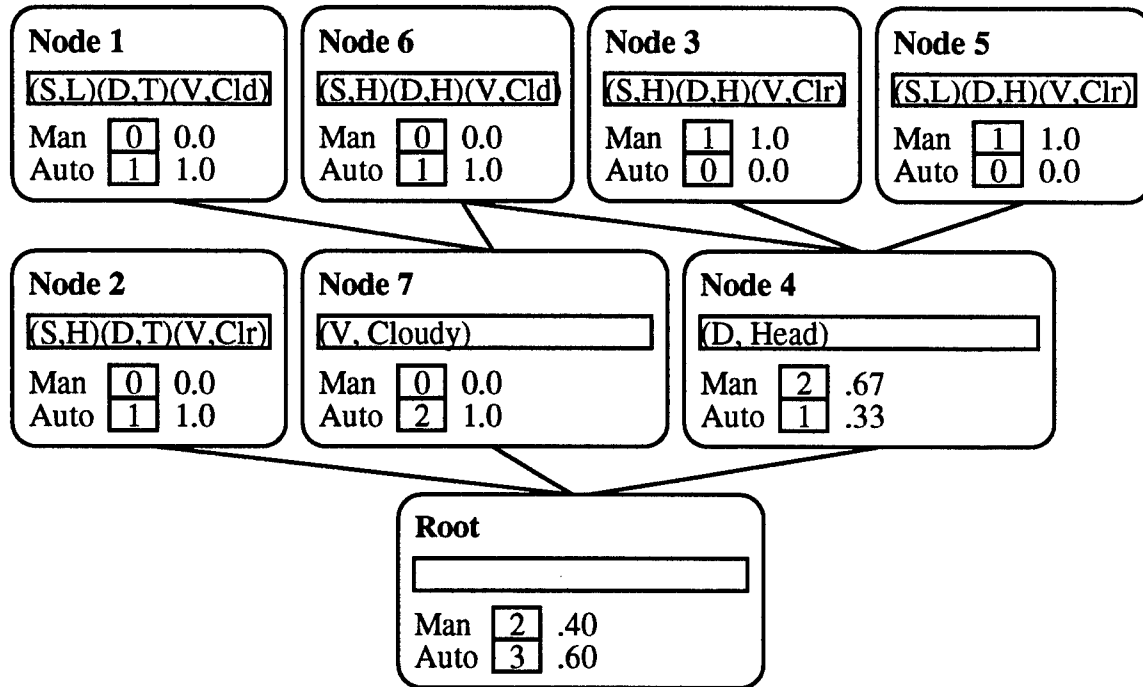 Node 1
(S,L)(D,T)(V,Cld)
Man 0 0.0
Auto 1 1.0
Node 6
(S,H)(D,H)(V,Cld)
Man 0 0.0
Auto 1 1.0
Node 3
(S,H)(D,H)(V,Clr)
Man 1 1.0
Auto 0 0.0
Node 5
(S,L)(D,H)(V,Clr)
Man 1 1.0
Auto 0 0.0
Node 2
(S,H)(D,T)(V,Clr)
Man 0 0.0
Auto 1 1.0
Node 7
(V, Cloudy)
Man 0 0.0
Auto 2 1.0
Node 4
(D, Head)
Man 2 .67
Auto 1 .33
Root
Man 2 .40
Auto 3 .60